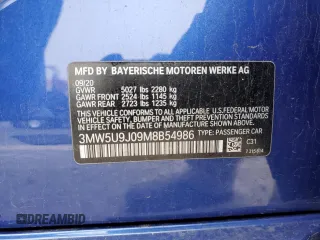 MFD BY BAYERISCHE MOTOREN WERKE AG
09/20
GVWR 5027 lbs 2280 kg
GAWR FRONT 2524 lbs 1145 kg
GAWR REAR 2723 lbs 1235 kg
THIS VEHICLE CONFORMS TO ALL APPLICABLE U.S.FEDERAL MOTOR
VEHICLE SAFETY, BUMPER, AND THEFT PREVENTION STANDARDS
IN EFFECT ON THE DATE OF MANUFACTURE SHOWN ABOVE.
3MW5U9J09M8B54986 TYPE: PASSENGER CAR
C31
DREAMBID